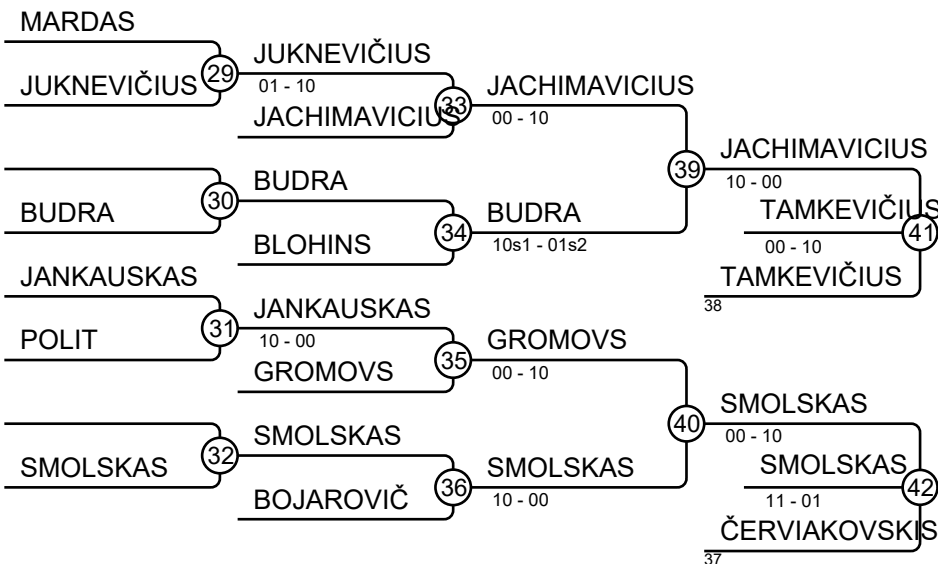 MARDAS
JUKNEVIČIUS
29
JUKNEVIČIUS
01 - 10
JACHIMAVICIUS
33
JACHIMAVICIUS
00 - 10
BUDRA
30
BUDRA
BLOHINS
34
BUDRA
10s1 - 01s2
39
JACHIMAVICIUS
10 - 00
TAMKEVIČIUS
00 - 10
41
TAMKEVIČIUS
38
JANKAUSKAS
POLIT
31
JANKAUSKAS
10 - 00
GROMOVS
35
GROMOVS
00 - 10
SMOLSKAS
32
SMOLSKAS
BOJAROVIČ
36
SMOLSKAS
10 - 00
40
SMOLSKAS
00 - 10
SMOLSKAS
11 - 01
42
ČERVIAKOVSKIS
37